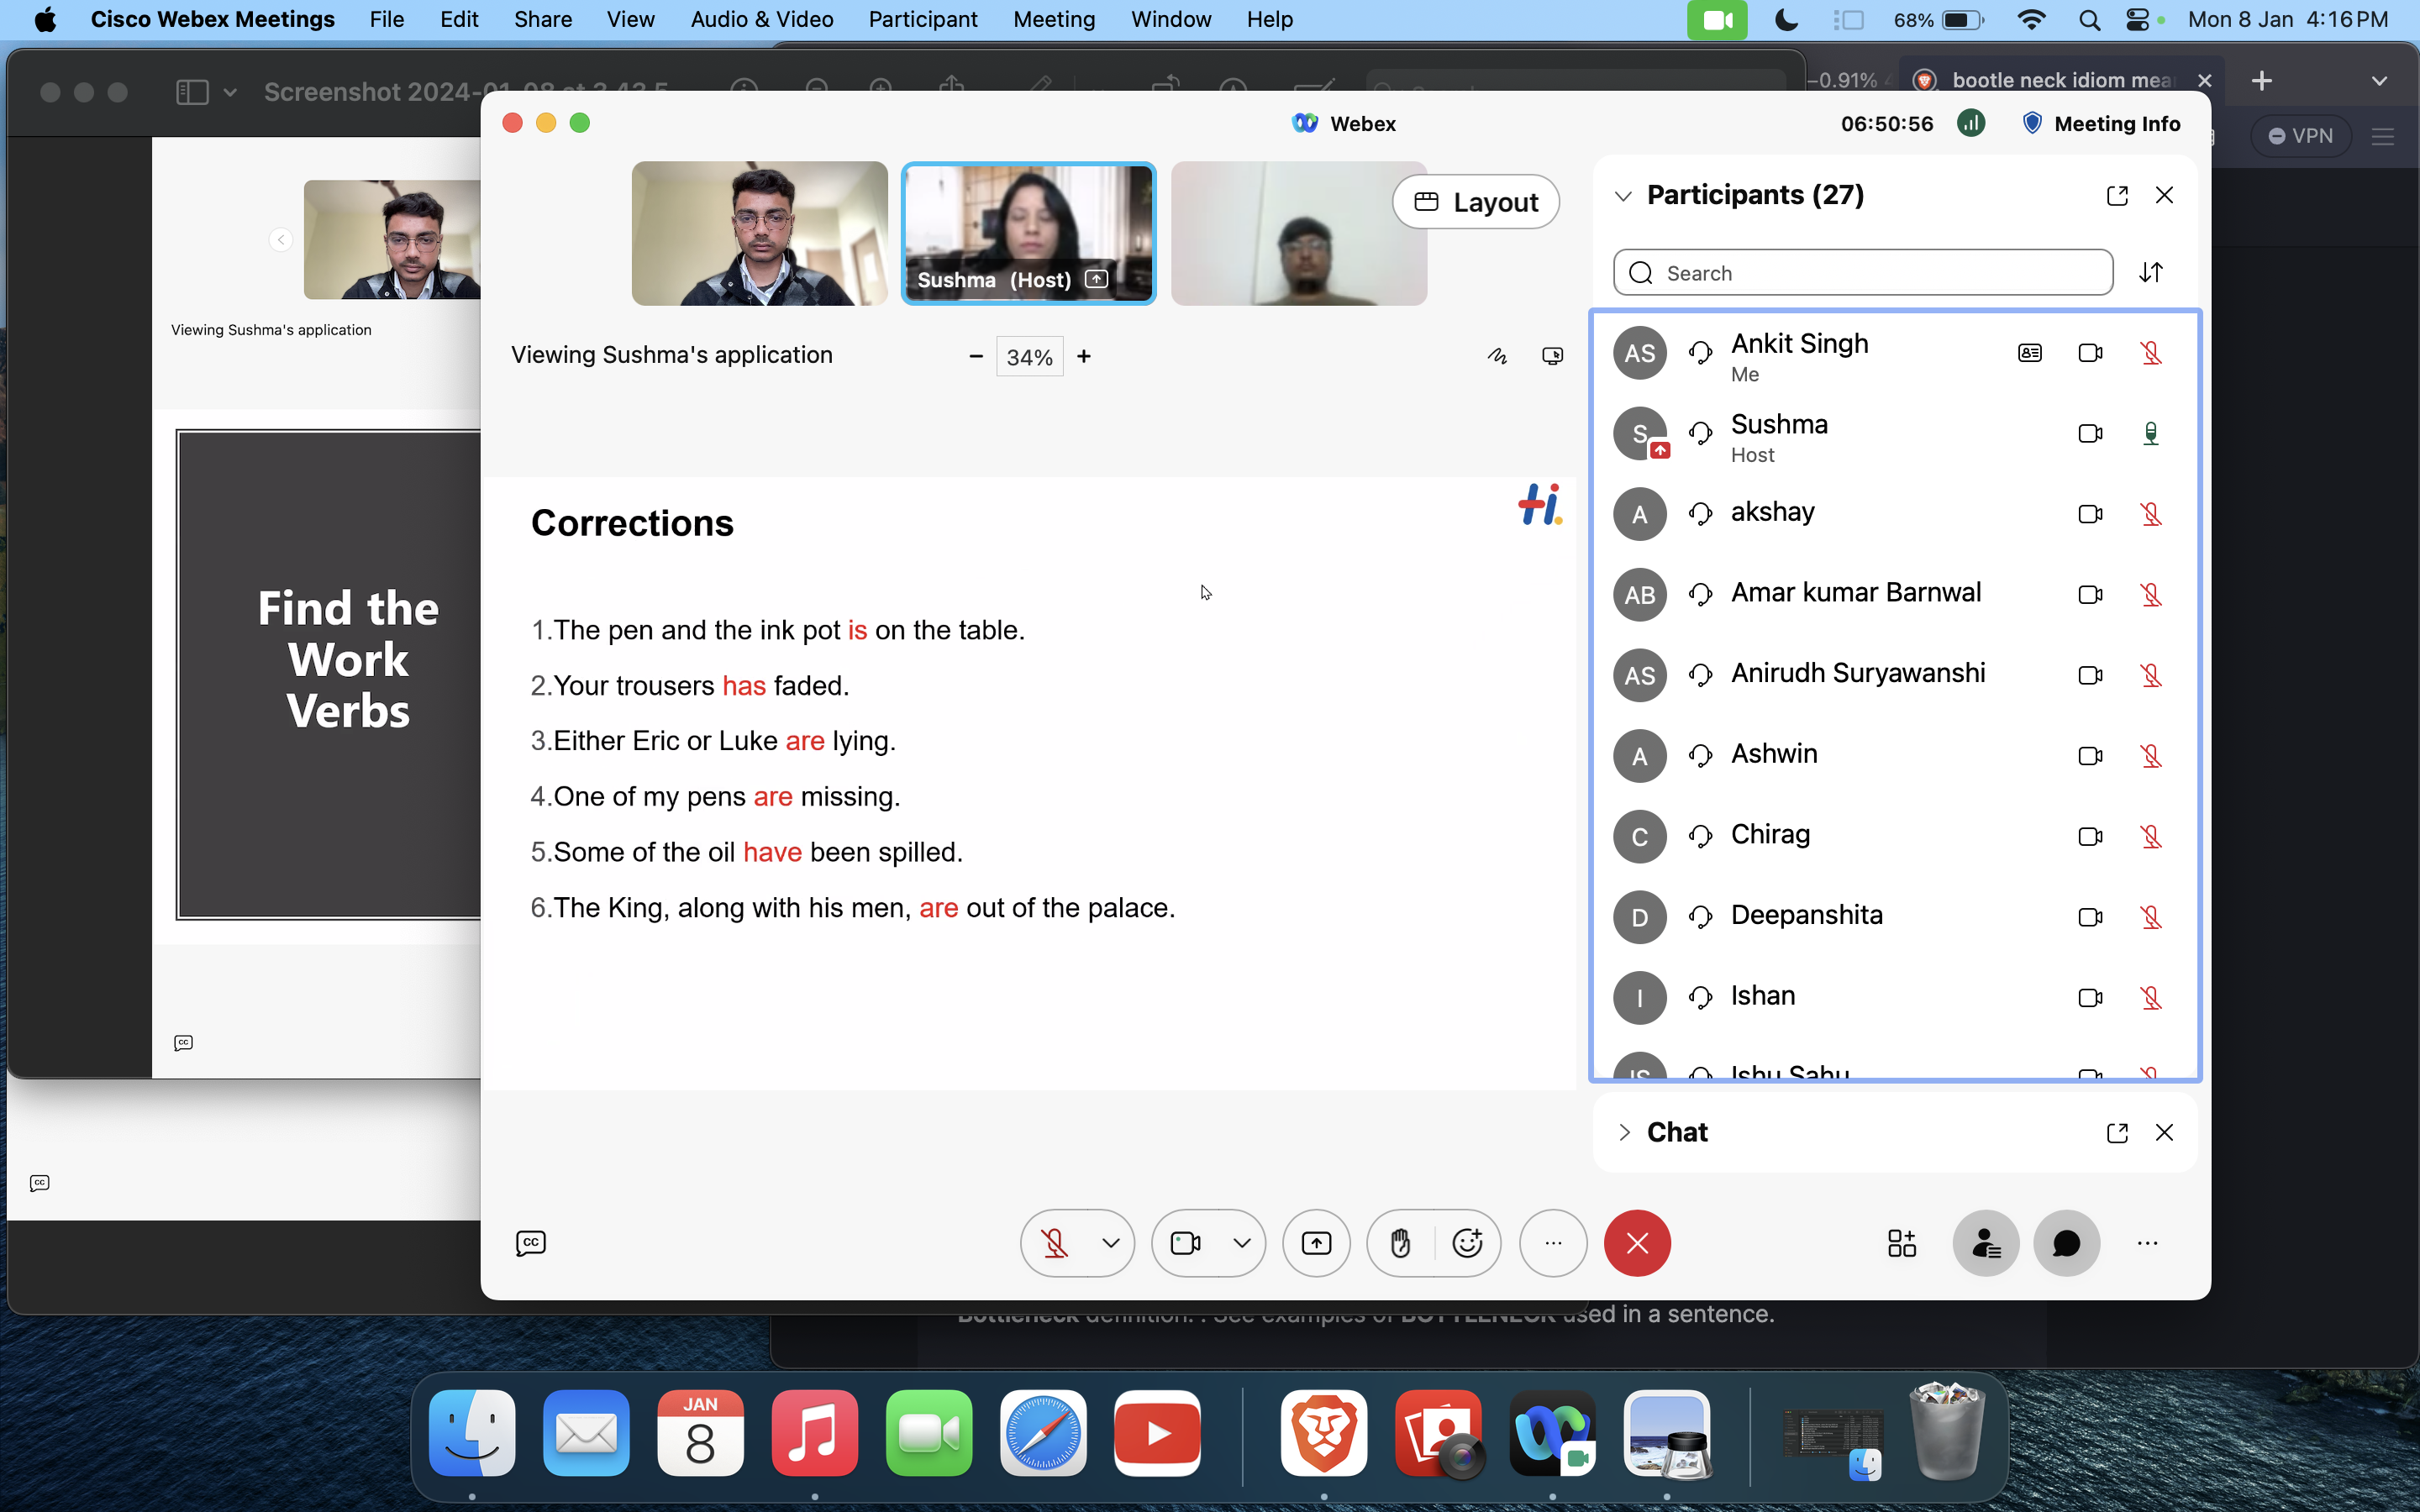 Cisco Webex Meetings File Edit Share View Audio & Video Participant Meeting Window Help 68% Mon 8 Jan 4:16 PM
Screenshot 2024-01-08 at 3.43.5
-0.91%
bootle neck idiom mea
VPN
Webex
06:50:56
Meeting Info
Layout
Sushma (Host)
Viewing Sushma's application
Viewing Sushma's application
34%
Find the
Work
Verbs
CC
CC
Hi.
Corrections
1.The pen and the ink pot is on the table.
2.Your trousers has faded.
3.Either Eric or Luke are lying.
4.One of my pens are missing.
5.Some of the oil have been spilled.
6.The King, along with his men, are out of the palace.
CC
Participants (27)
Search
AS Ankit Singh
Me
S Sushma
Host
A akshay
AB Amar kumar Barnwal
AS Anirudh Suryawanshi
A Ashwin
C Chirag
D Deepanshita
I Ishan
IS Ishu Sahu
Chat
Bottleneck definition: . See examples of BOTTLENECK used in a sentence.
JAN
8